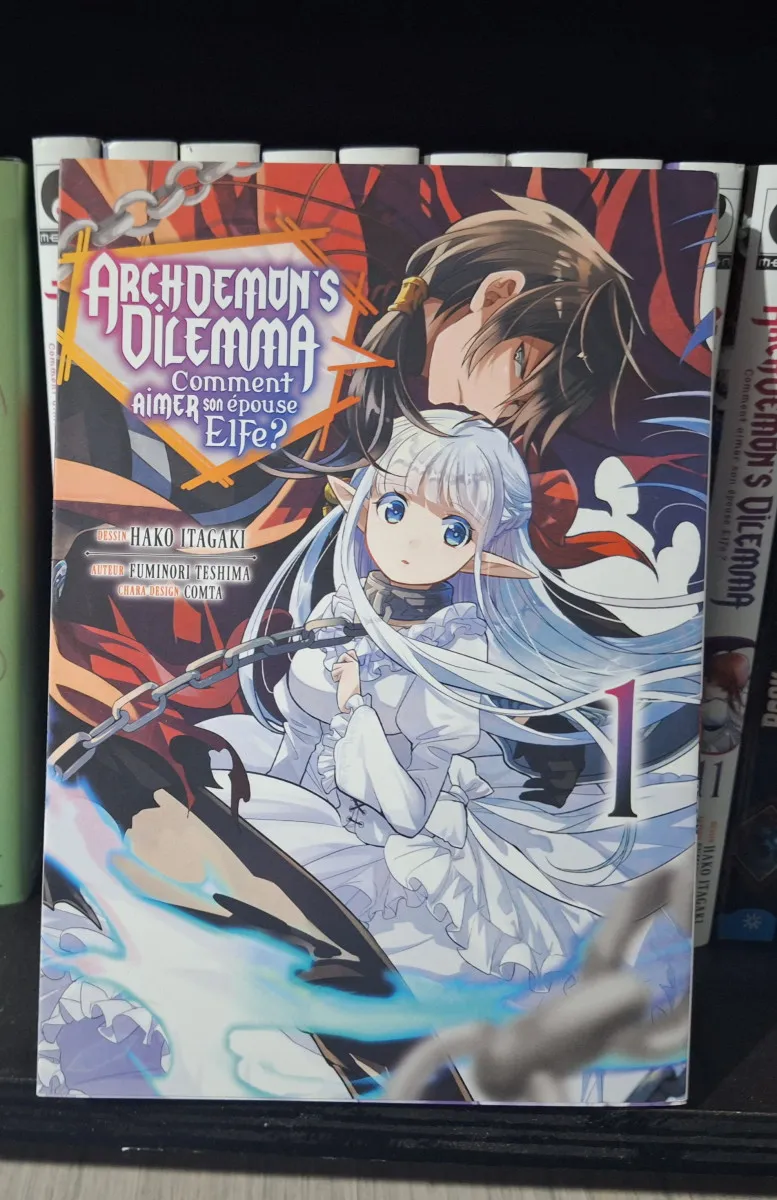 ARCHDEMON'S
DILEMMA
Comment
AIMER son épouse
Elfe?
DESSIN HAKO ITAGAKI
AUTEUR FUMINORI TESHIMA
CHARA DESIGN COMTA
1
ARCHDEMON'S DILEMMA
Comment aimer son épouse Elfe?
11
HAKO ITAGAKI